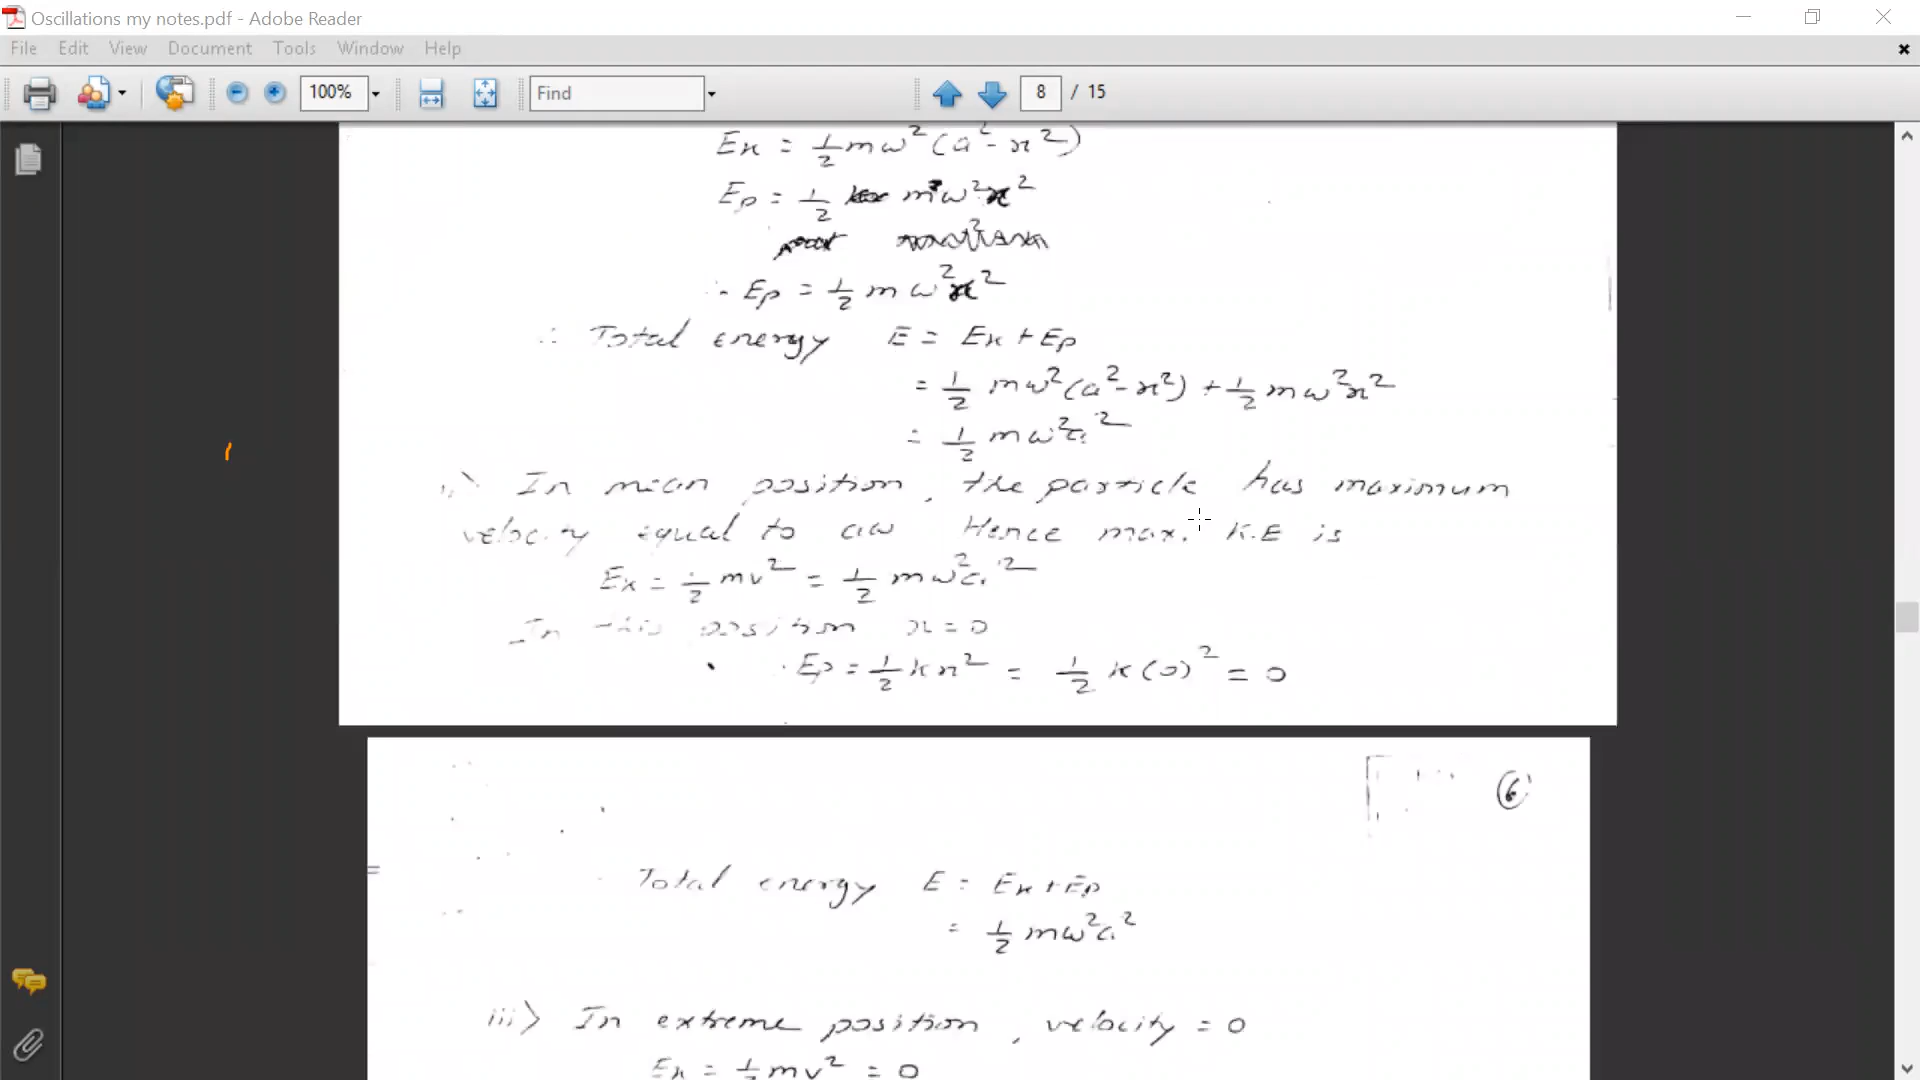 Oscillations my notes.pdf - Adobe Reader
File Edit View Document Tools Window Help
100% Find 8 / 15
Ek = 1/2 mω²(a² - x²)
Ep = 1/2 mω²x²
∴ Ep = 1/2 mω²x²
∴ Total energy E = Ek + Ep
= 1/2 mω²(a² - x²) + 1/2 mω²x²
= 1/2 mω²a²
ii) In mean position, the particle has maximum
velocity equal to aω Hence max. K.E is
Ek = 1/2 mv² = 1/2 mω²a²
In this position x = 0
Ep = 1/2 kx² = 1/2 k(0)² = 0
6
Total energy E = Ek + Ep
= 1/2 mω²a²
iii) In extreme position, velocity = 0
Ek = 1/2 mv² = 0